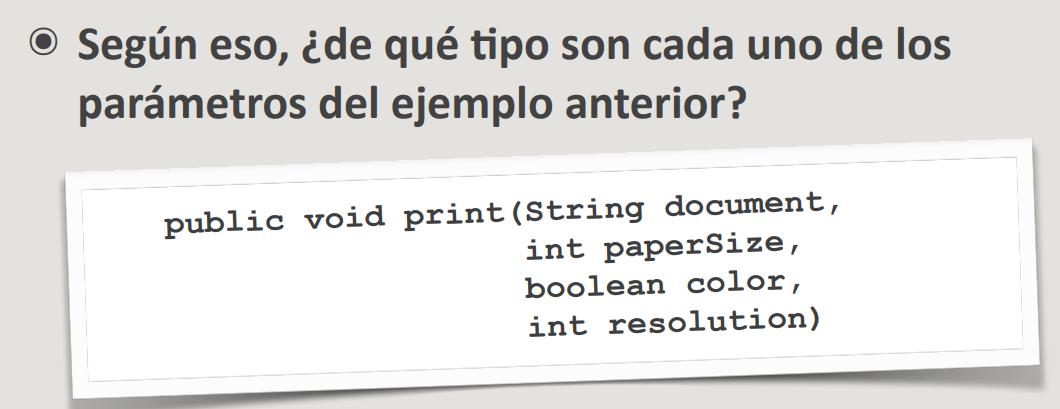 Según eso, ¿de qué tipo son cada uno de los
parámetros del ejemplo anterior?
public void print(String document,
int paperSize,
boolean color,
int resolution)